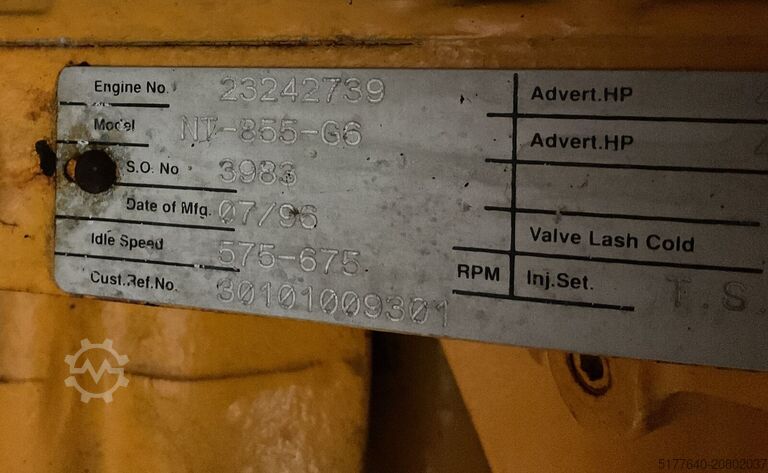 Engine No. 23242739
Model NT-855-G6
S.O. No 3983
Date of Mfg. 07/96
Idle Speed 575-675
Cust.Ref.No. 30101009301
Advert.HP
Advert.HP
Valve Lash Cold
RPM Inj.Set. T.S.
5177640-20802037